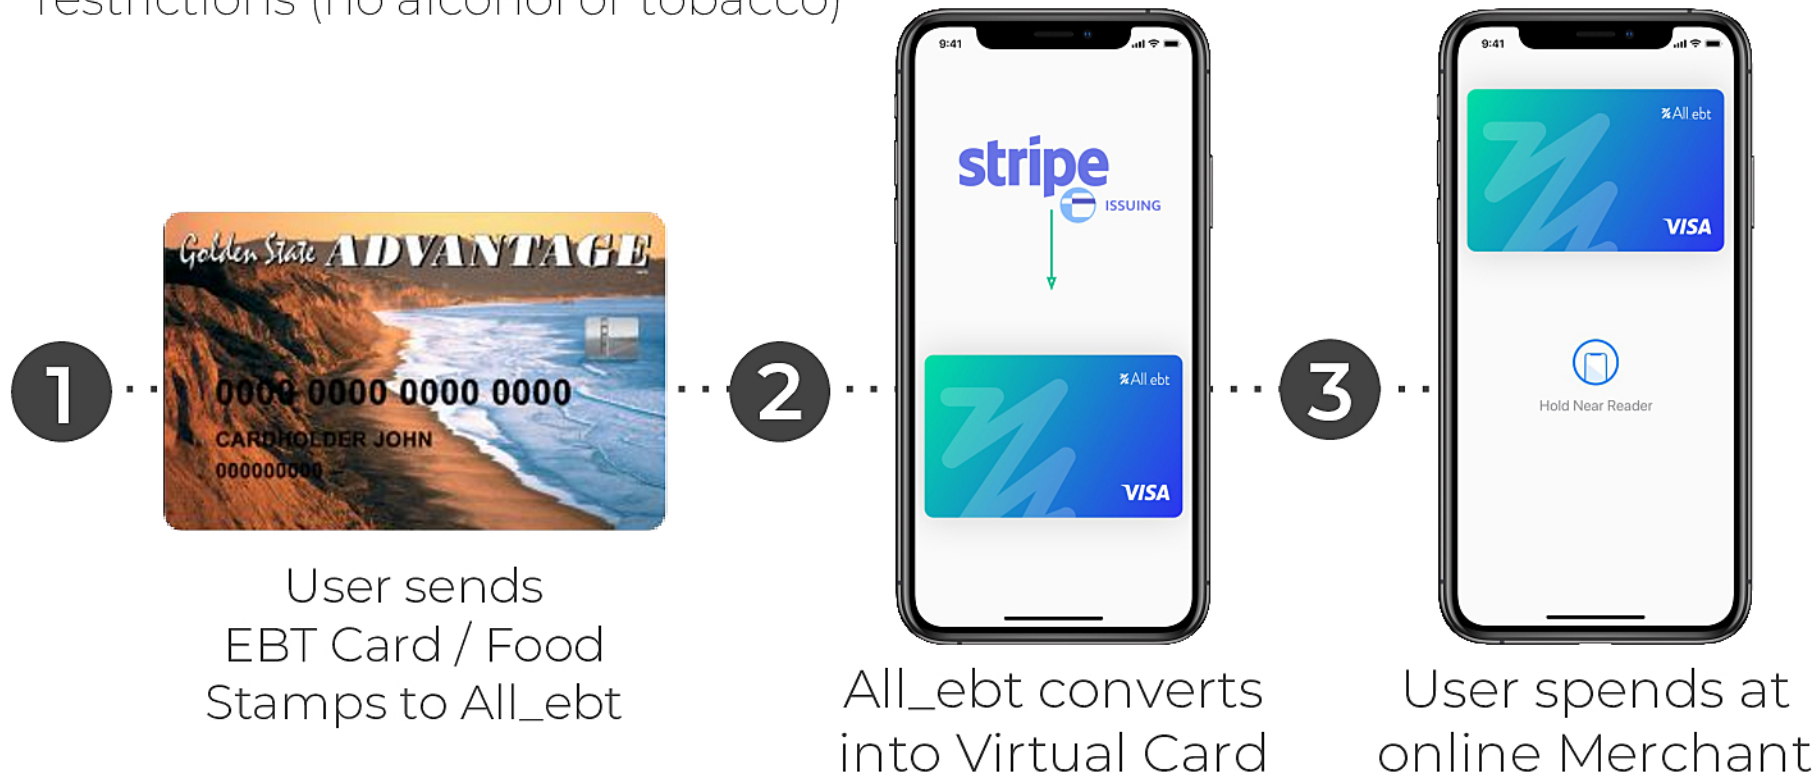 restrictions (no alcohol or tobacco)
1
Golden State ADVANTAGE
0000 0000 0000 0000
CARDHOLDER JOHN
000000000
User sends
EBT Card / Food
Stamps to All_ebt
2
9:41
stripe
ISSUING
All ebt
VISA
All_ebt converts
into Virtual Card
3
9:41
All ebt
VISA
Hold Near Reader
User spends at
online Merchant